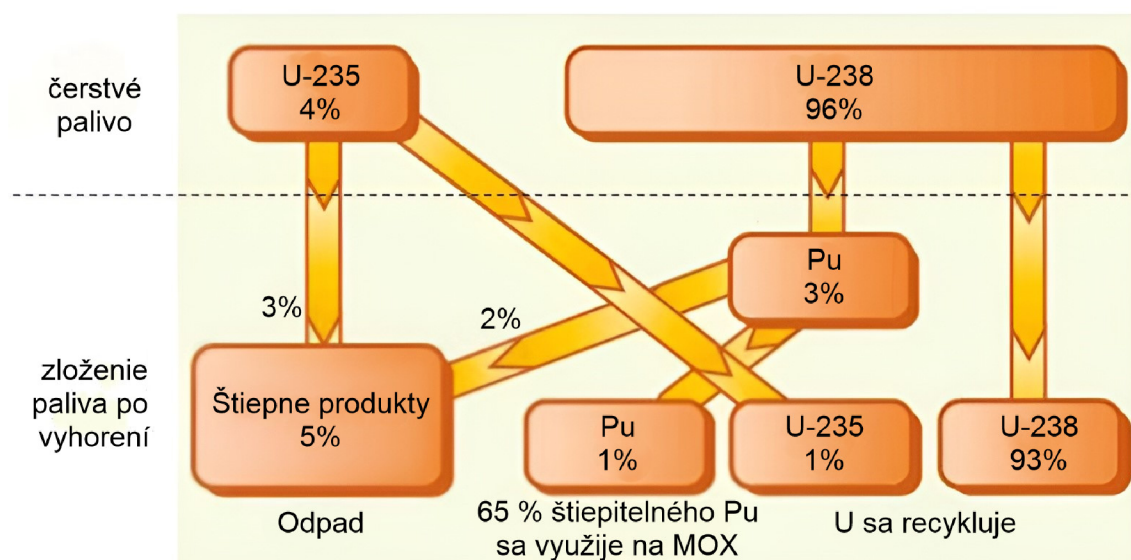 čerstvé
palivo
U-235
4%
U-238
96%
Pu
3%
3%
2%
zloženie
paliva po
vyhorení
Štiepne produkty
5%
Pu
1%
U-235
1%
U-238
93%
Odpad
65 % štiepitelného Pu
sa využije na MOX
U sa recykluje